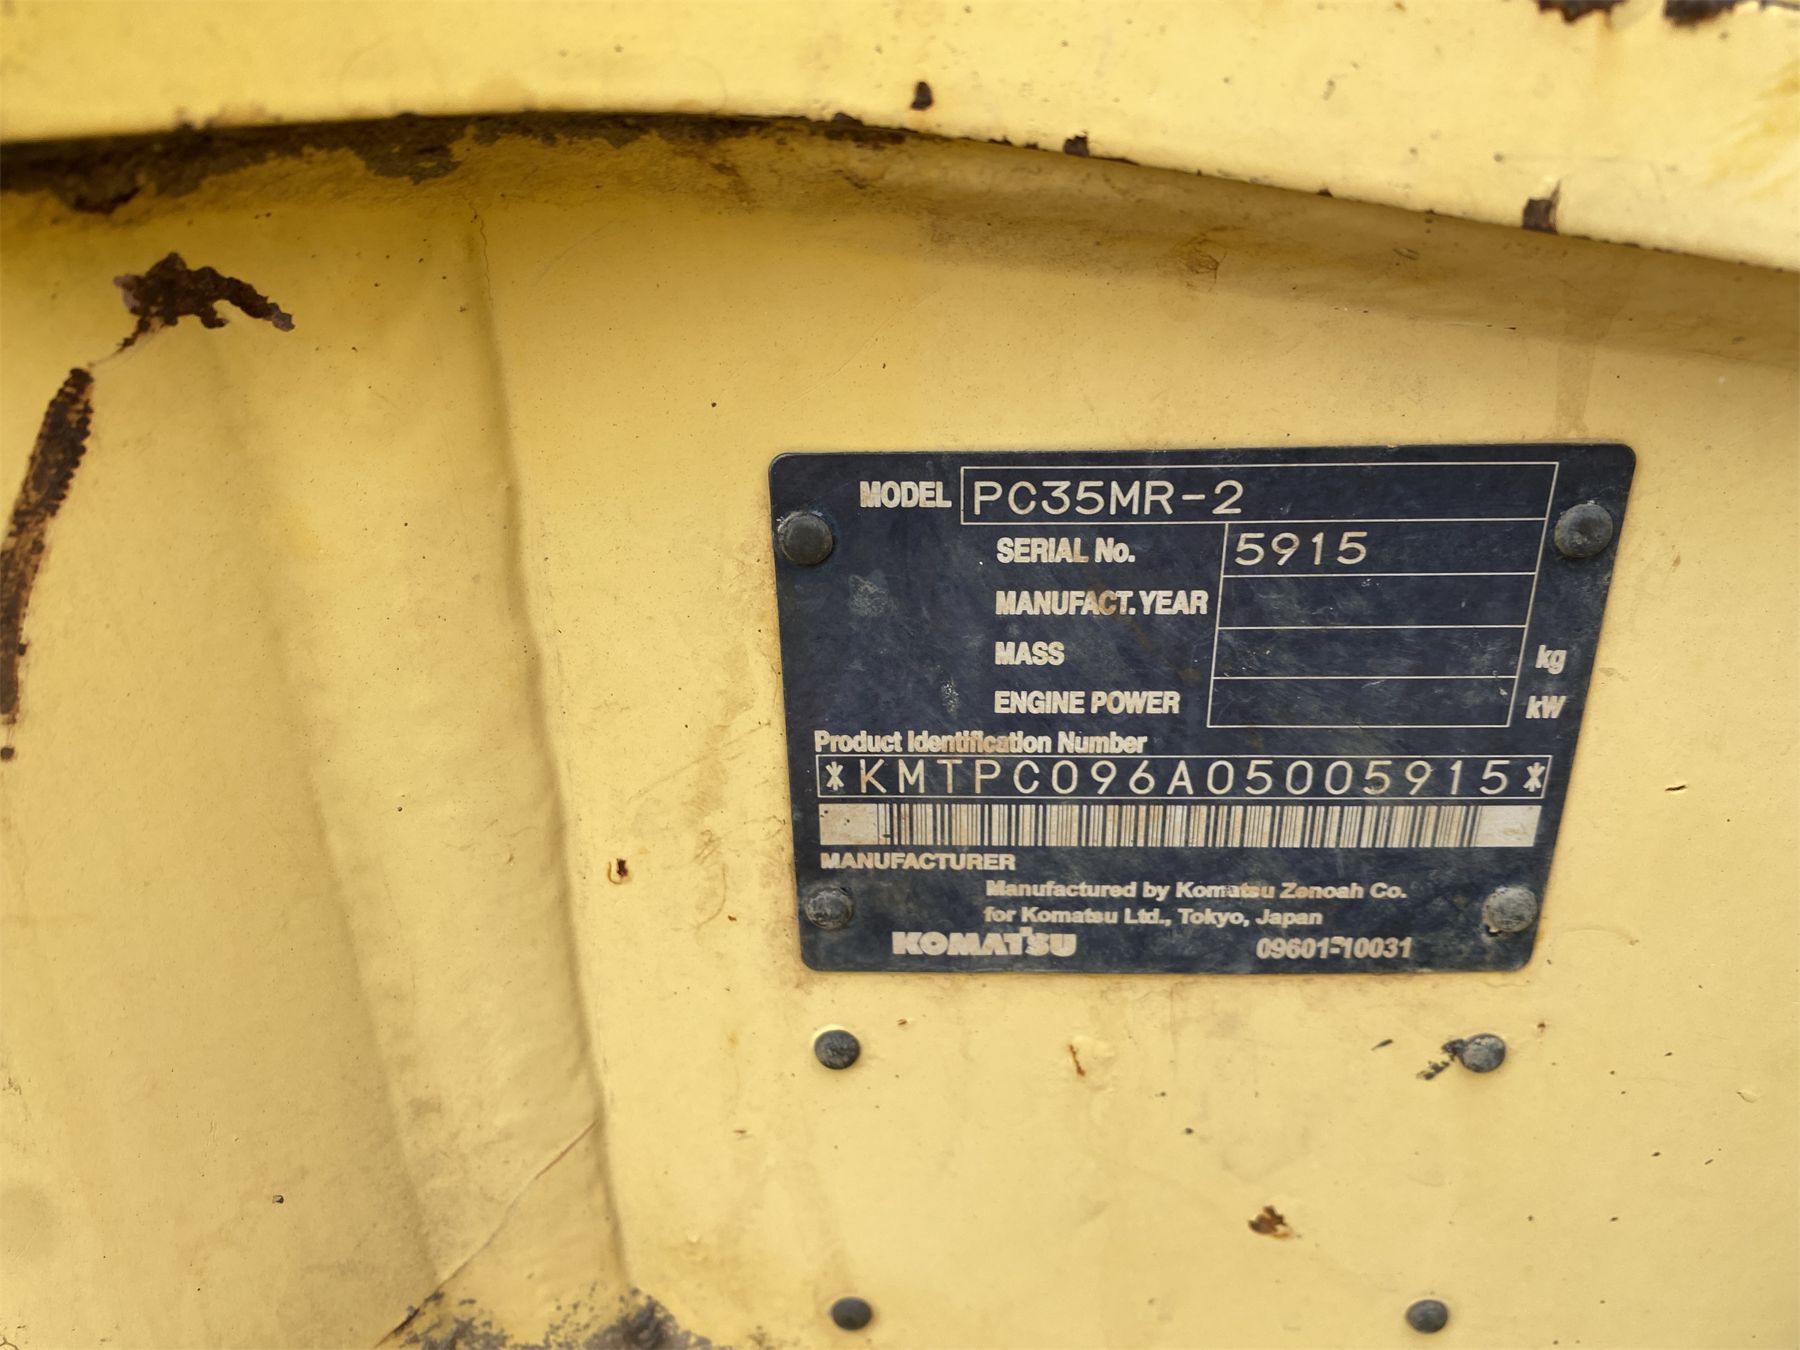 MODEL PC35MR-2
SERIAL No. 5915
MANUFACT. YEAR
MASS kg
ENGINE POWER kW
Product Identification Number
*KMTPC096A05005915*
MANUFACTURER
Manufactured by Komatsu Zenoah Co.
for Komatsu Ltd., Tokyo, Japan
KOMATSU 09601-10031